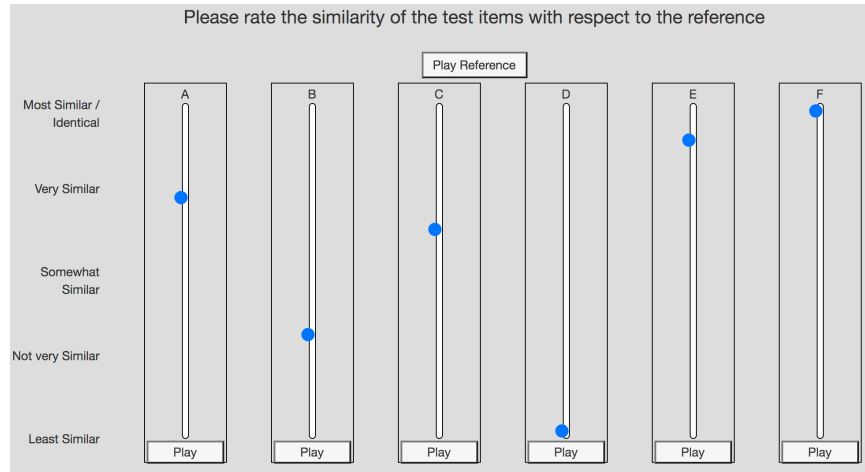 Please rate the similarity of the test items with respect to the reference
Play Reference
A
B
C
D
E
F
Most Similar /
Identical
Very Similar
Somewhat
Similar
Not very Similar
Least Similar
Play
Play
Play
Play
Play
Play